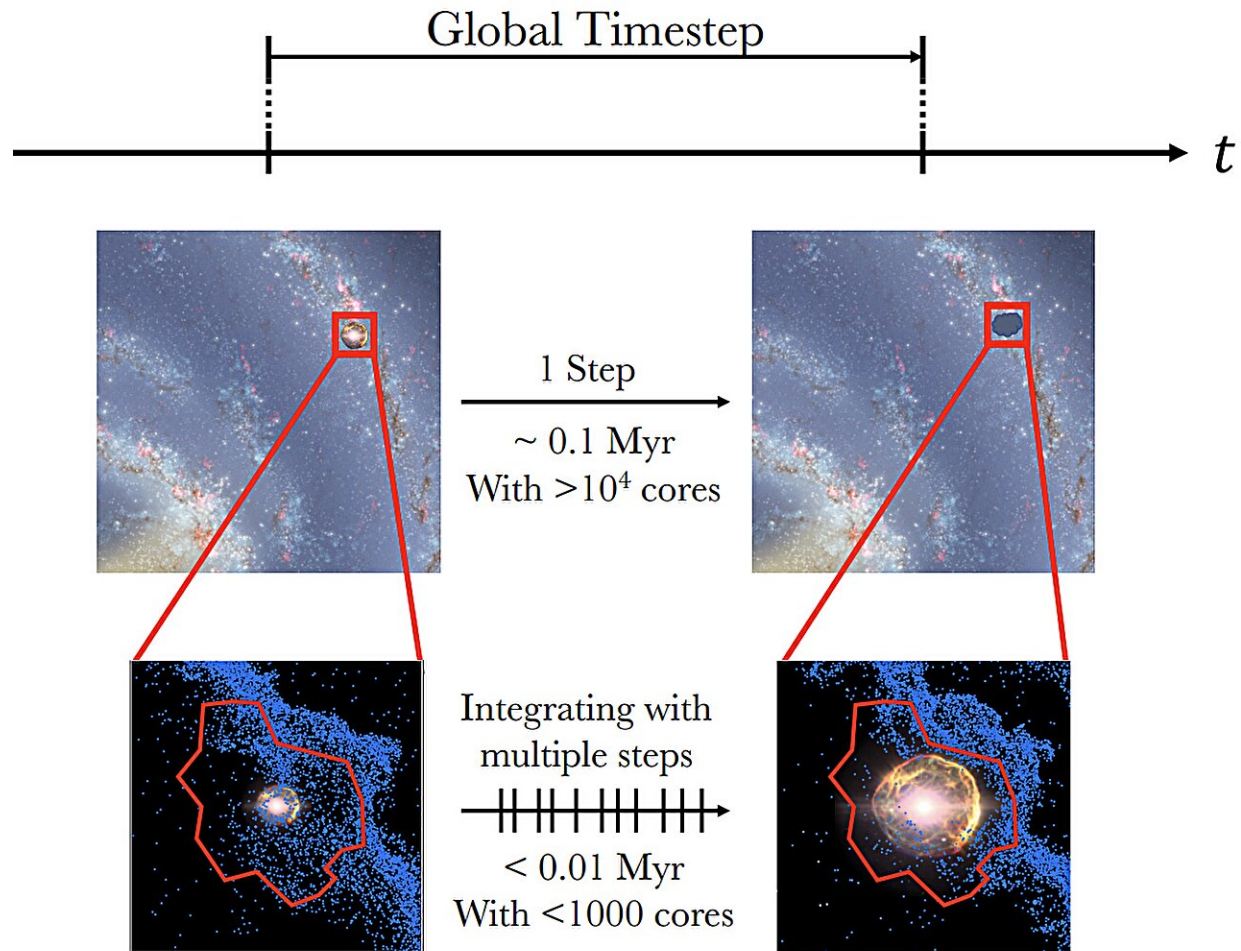 Global Timestep
t
1 Step
~ 0.1 Myr
With >10⁴ cores
Integrating with
multiple steps
< 0.01 Myr
With <1000 cores